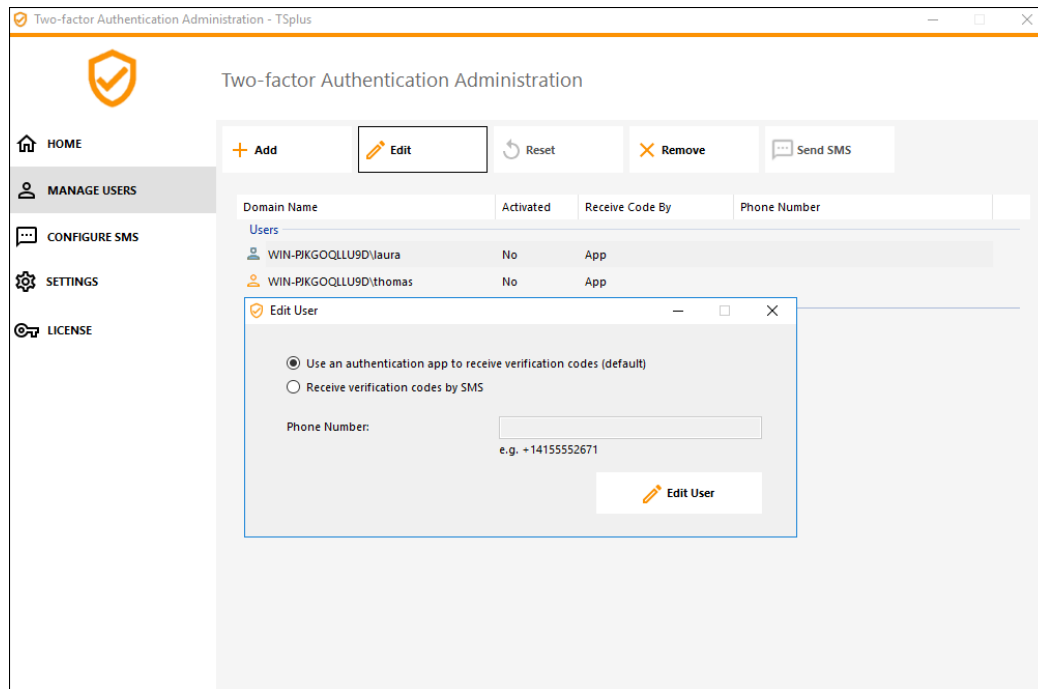 Two-factor Authentication Administration - TSplus
Two-factor Authentication Administration
HOME
MANAGE USERS
CONFIGURE SMS
SETTINGS
LICENSE
Add Edit Reset Remove Send SMS
Domain Name Activated Receive Code By Phone Number
Users
WIN-PJKGOQLLU9D\laura No App
WIN-PJKGOQLLU9D\thomas No App
Edit User
Use an authentication app to receive verification codes (default)
Receive verification codes by SMS
Phone Number:
e.g. +14155552671
Edit User